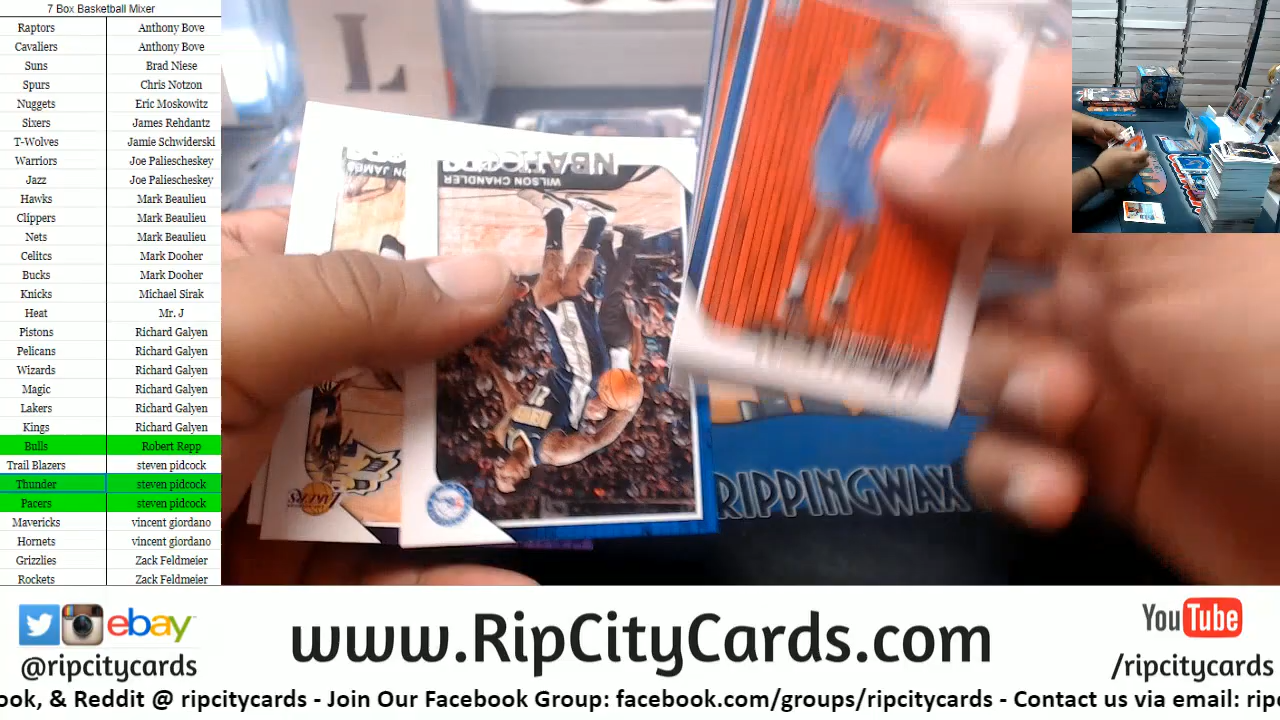 7 Box Basketball Mixer
Raptors Anthony Bove
Cavaliers Anthony Bove
Suns Brad Niese
Spurs Chris Notzon
Nuggets Eric Moskowitz
Sixers James Rehdantz
T-Wolves Jamie Schwiderski
Warriors Joe Paliescheskey
Jazz Joe Paliescheskey
Hawks Mark Beaulieu
Clippers Mark Beaulieu
Nets Mark Beaulieu
Celitcs Mark Dooher
Bucks Mark Dooher
Knicks Michael Sirak
Heat Mr. J
Pistons Richard Galyen
Pelicans Richard Galyen
Wizards Richard Galyen
Magic Richard Galyen
Lakers Richard Galyen
Kings Richard Galyen
Bulls Robert Repp
Trail Blazers steven pidcock
Thunder steven pidcock
Pacers steven pidcock
Mavericks vincent giordano
Hornets vincent giordano
Grizzlies Zack Feldmeier
Rockets Zack Feldmeier
L
WILSON CHANDLER
RIPPINGWAX
ebay
@ripcitycards
www.RipCityCards.com
YouTube
/ripcitycards
ook, & Reddit @ ripcitycards - Join Our Facebook Group: facebook.com/groups/ripcitycards - Contact us via email: ripc